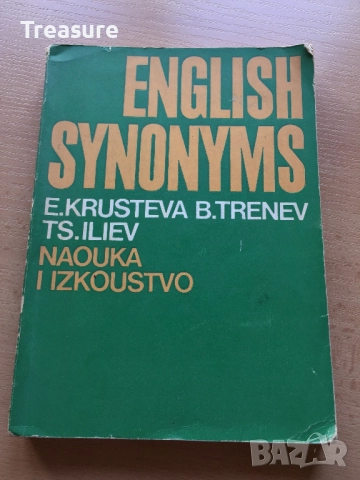 Treasure
ENGLISH
SYNONYMS
E.KRUSTEVA B.TRENEV
TS.ILIEV
NAOUKA
I IZKOUSTVO
BAZAR